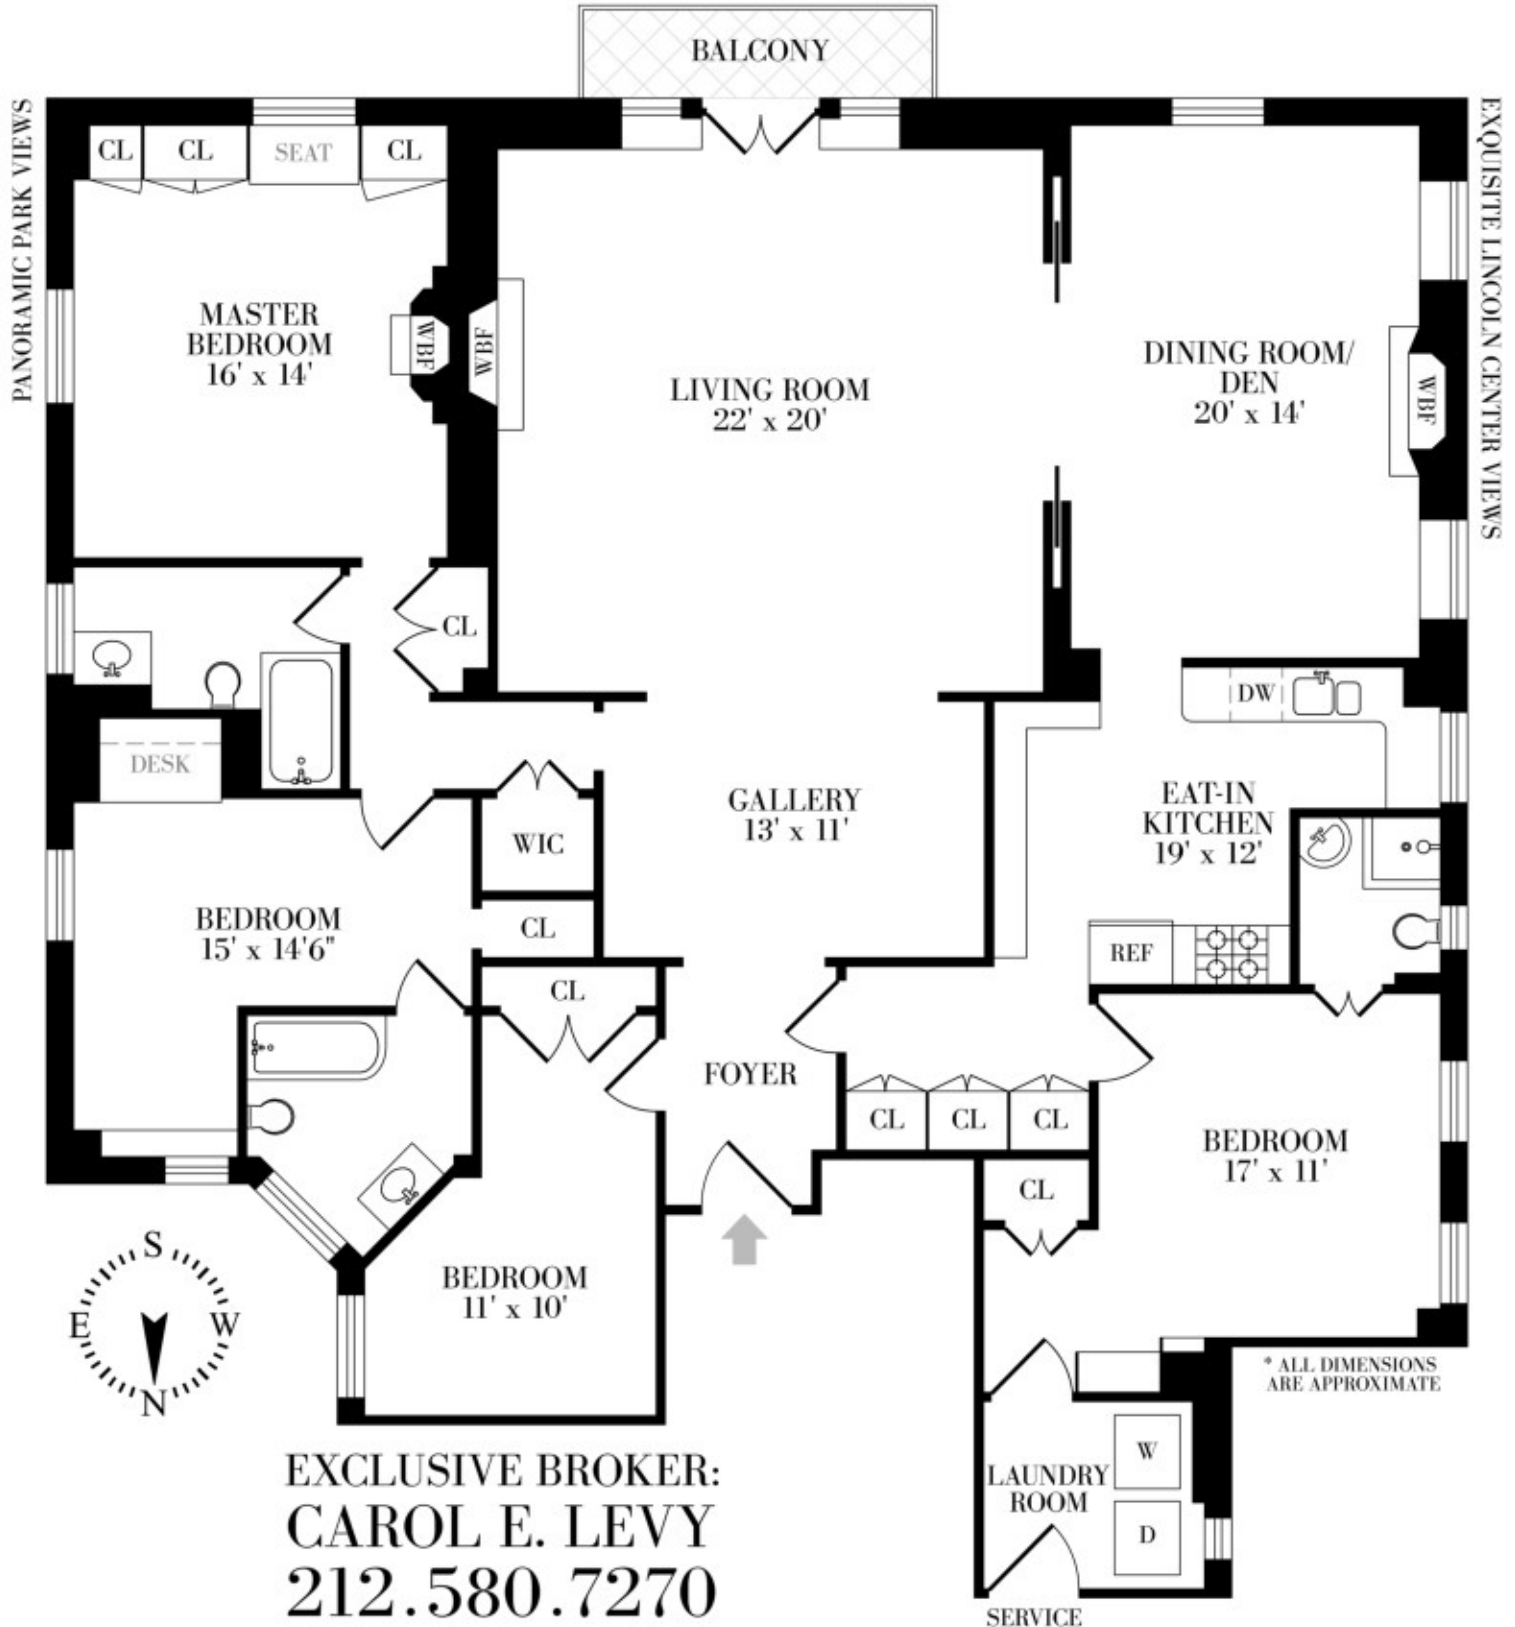 BALCONY
PANORAMIC PARK VIEWS
EXQUISITE LINCOLN CENTER VIEWS
CL
CL
SEAT
CL
MASTER
BEDROOM
16' x 14'
WBF
WBF
LIVING ROOM
22' x 20'
DINING ROOM/
DEN
20' x 14'
WBF
CL
DESK
DW
WIC
GALLERY
13' x 11'
EAT-IN
KITCHEN
19' x 12'
BEDROOM
15' x 14'6"
CL
REF
CL
FOYER
CL
CL
CL
BEDROOM
17' x 11'
CL
S
E
W
N
BEDROOM
11' x 10'
* ALL DIMENSIONS
ARE APPROXIMATE
EXCLUSIVE BROKER:
CAROL E. LEVY
212.580.7270
W
LAUNDRY
ROOM
D
SERVICE